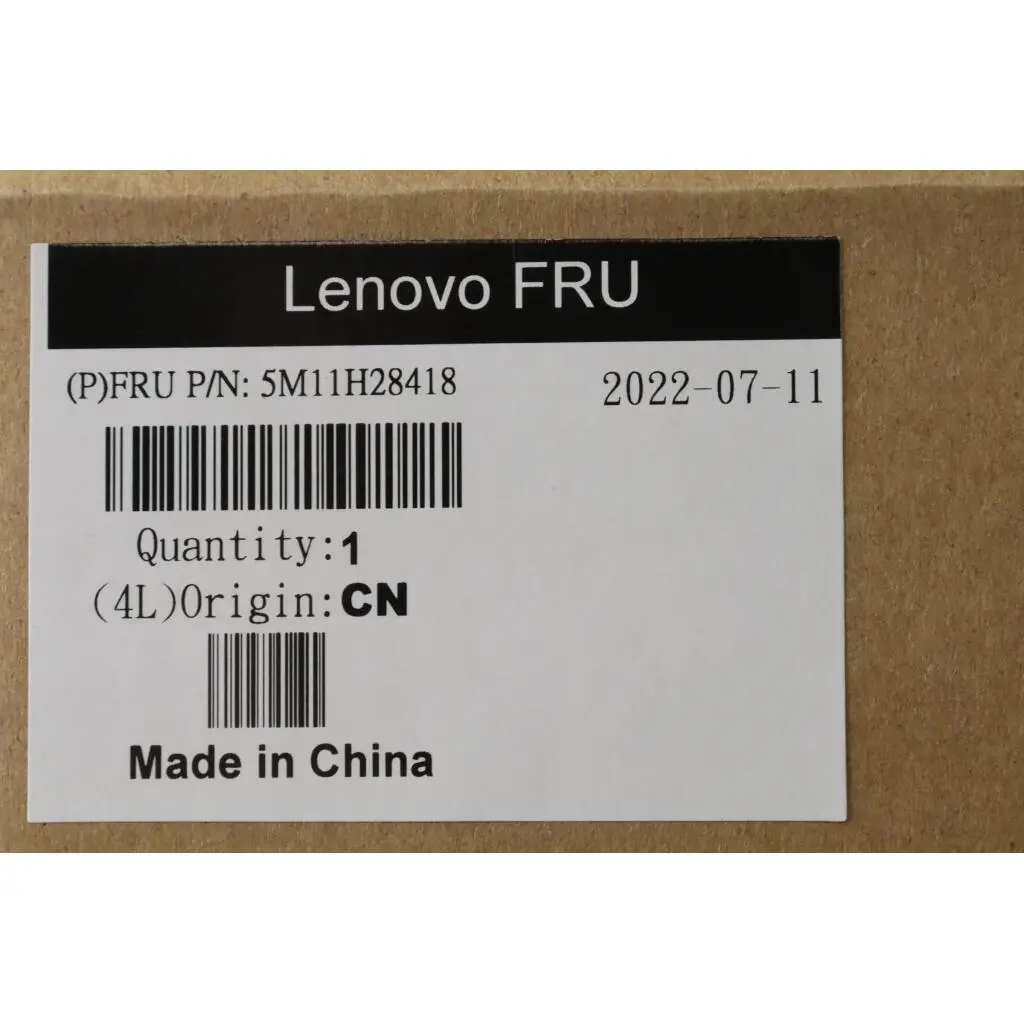 Lenovo FRU
(P)FRU P/N: 5M11H28418
2022-07-11
Quantity:1
(4L)Origin:CN
Made in China